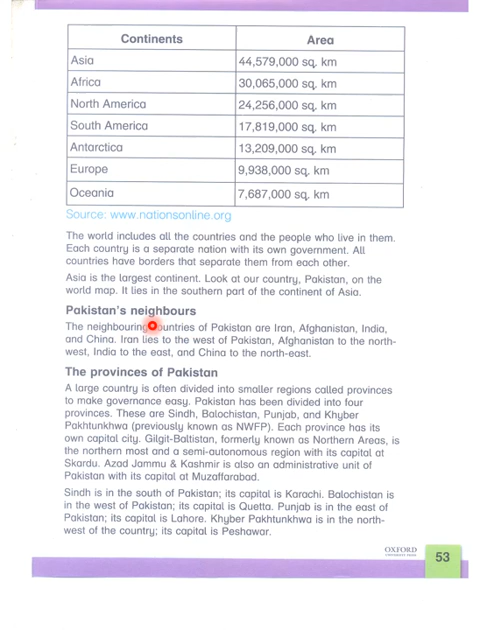 Continents Area
Asia 44,579,000 sq. km
Africa 30,065,000 sq. km
North America 24,256,000 sq. km
South America 17,819,000 sq. km
Antarctica 13,209,000 sq. km
Europe 9,938,000 sq. km
Oceania 7,687,000 sq. km
Source: www.nationsonline.org
The world includes all the countries and the people who live in them.
Each country is a separate nation with its own government. All
countries have borders that separate them from each other.
Asia is the largest continent. Look at our country, Pakistan, on the
world map. It lies in the southern part of the continent of Asia.
Pakistan's neighbours
The neighbouring countries of Pakistan are Iran, Afghanistan, India,
and China. Iran lies to the west of Pakistan, Afghanistan to the north-
west, India to the east, and China to the north-east.
The provinces of Pakistan
A large country is often divided into smaller regions called provinces
to make governance easy. Pakistan has been divided into four
provinces. These are Sindh, Balochistan, Punjab, and Khyber
Pakhtunkhwa (previously known as NWFP). Each province has its
own capital city. Gilgit-Baltistan, formerly known as Northern Areas, is
the northern most and a semi-autonomous region with its capital at
Skardu. Azad Jammu & Kashmir is also an administrative unit of
Pakistan with its capital at Muzaffarabad.
Sindh is in the south of Pakistan; its capital is Karachi. Balochistan is
in the west of Pakistan; its capital is Quetta. Punjab is in the east of
Pakistan; its capital is Lahore. Khyber Pakhtunkhwa is in the north-
west of the country; its capital is Peshawar.
OXFORD
UNIVERSITY PRESS
53